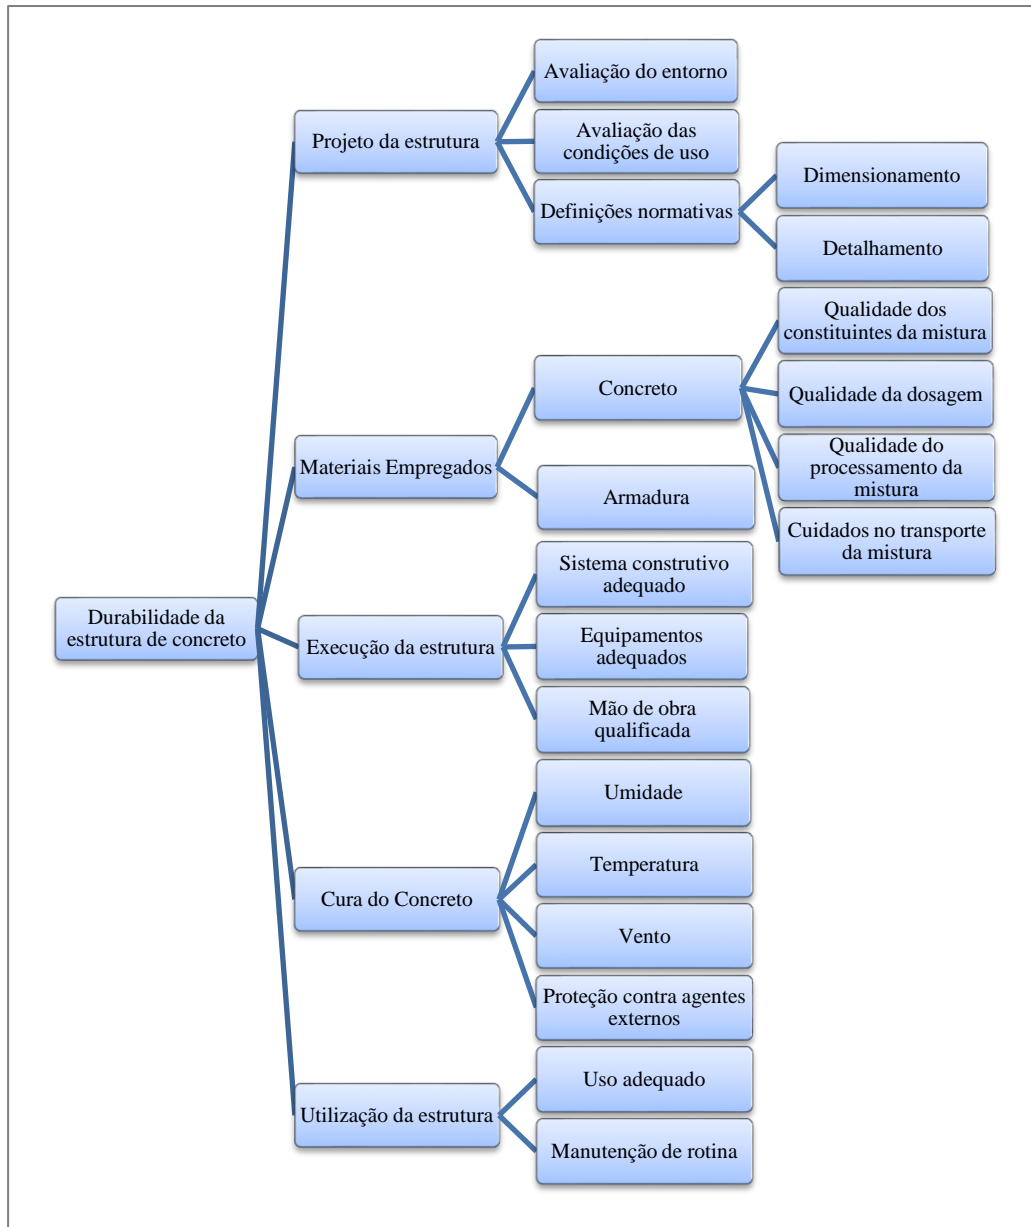 Durabilidade da
estrutura de concreto
Projeto da estrutura
Avaliação do entorno
Avaliação das
condições de uso
Definições normativas
Dimensionamento
Detalhamento
Materiais Empregados
Concreto
Qualidade dos
constituintes da mistura
Qualidade da dosagem
Qualidade do
processamento da
mistura
Cuidados no transporte
da mistura
Armadura
Execução da estrutura
Sistema construtivo
adequado
Equipamentos
adequados
Mão de obra
qualificada
Cura do Concreto
Umidade
Temperatura
Vento
Proteção contra agentes
externos
Utilização da estrutura
Uso adequado
Manutenção de rotina